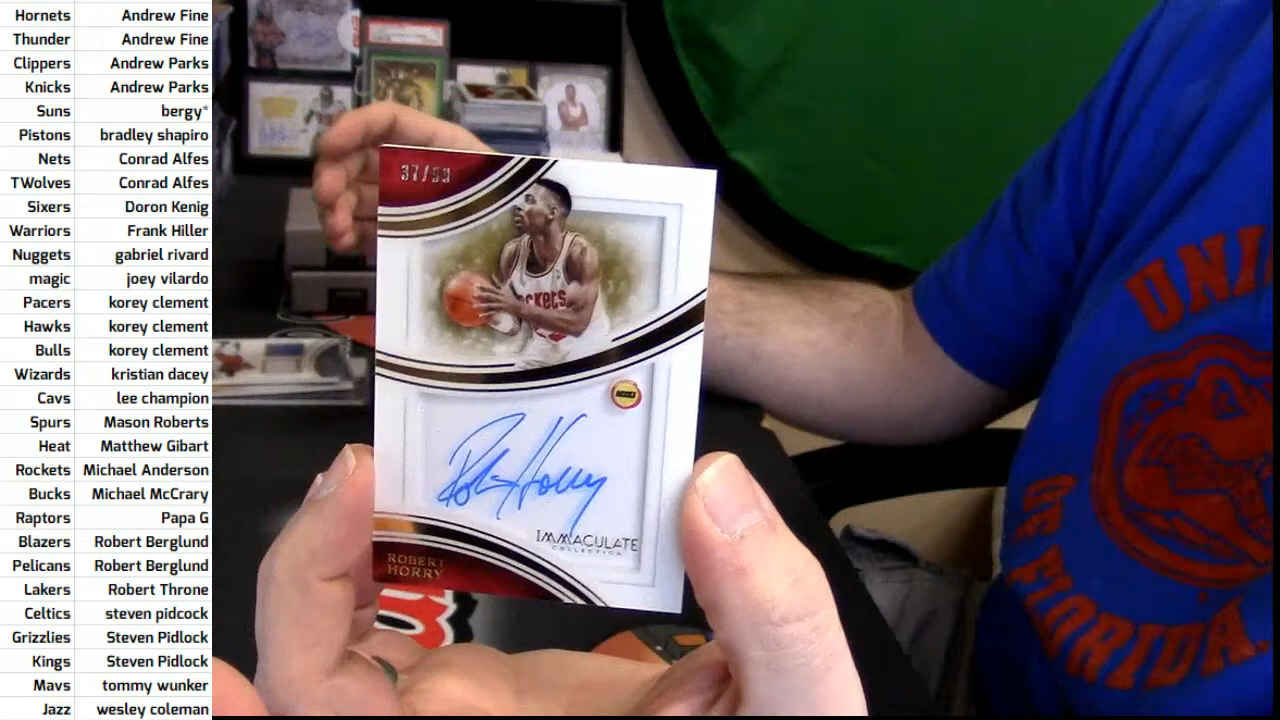 Hornets Andrew Fine
Thunder Andrew Fine
Clippers Andrew Parks
Knicks Andrew Parks
Suns bergy*
Pistons bradley shapiro
Nets Conrad Alfes
TWolves Conrad Alfes
Sixers Doron Kenig
Warriors Frank Hiller
Nuggets gabriel rivard
magic joey vilardo
Pacers korey clement
Hawks korey clement
Bulls korey clement
Wizards kristian dacey
Cavs lee champion
Spurs Mason Roberts
Heat Matthew Gibart
Rockets Michael Anderson
Bucks Michael McCrary
Raptors Papa G
Blazers Robert Berglund
Pelicans Robert Berglund
Lakers Robert Throne
Celtics steven pidcock
Grizzlies Steven Pidlock
Kings Steven Pidlock
Mavs tommy wunker
Jazz wesley coleman
37/99
ockets
Rob Horry
IMMACULATE
COLLECTION
ROBERT
HORRY
UNI
OF FLORIDA